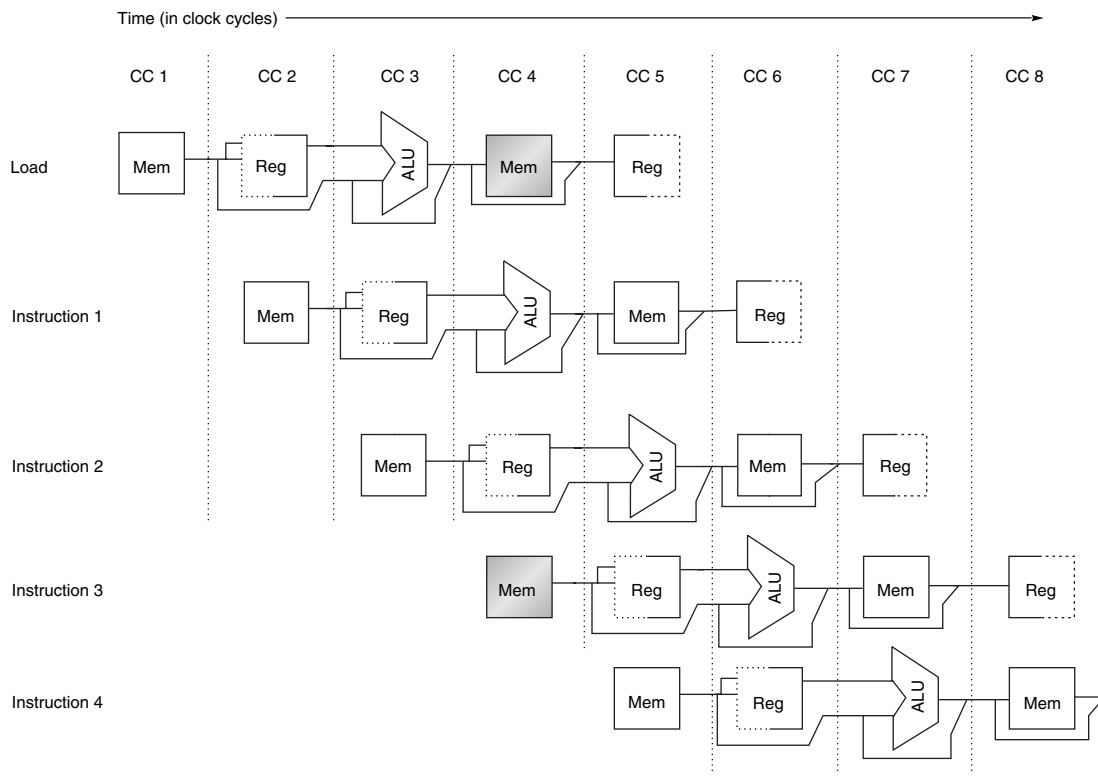 Time (in clock cycles)
CC 1 CC 2 CC 3 CC 4 CC 5 CC 6 CC 7 CC 8
Load Mem Reg ALU Mem Reg
Instruction 1 Mem Reg ALU Mem Reg
Instruction 2 Mem Reg ALU Mem Reg
Instruction 3 Mem Reg ALU Mem Reg
Instruction 4 Mem Reg ALU Mem